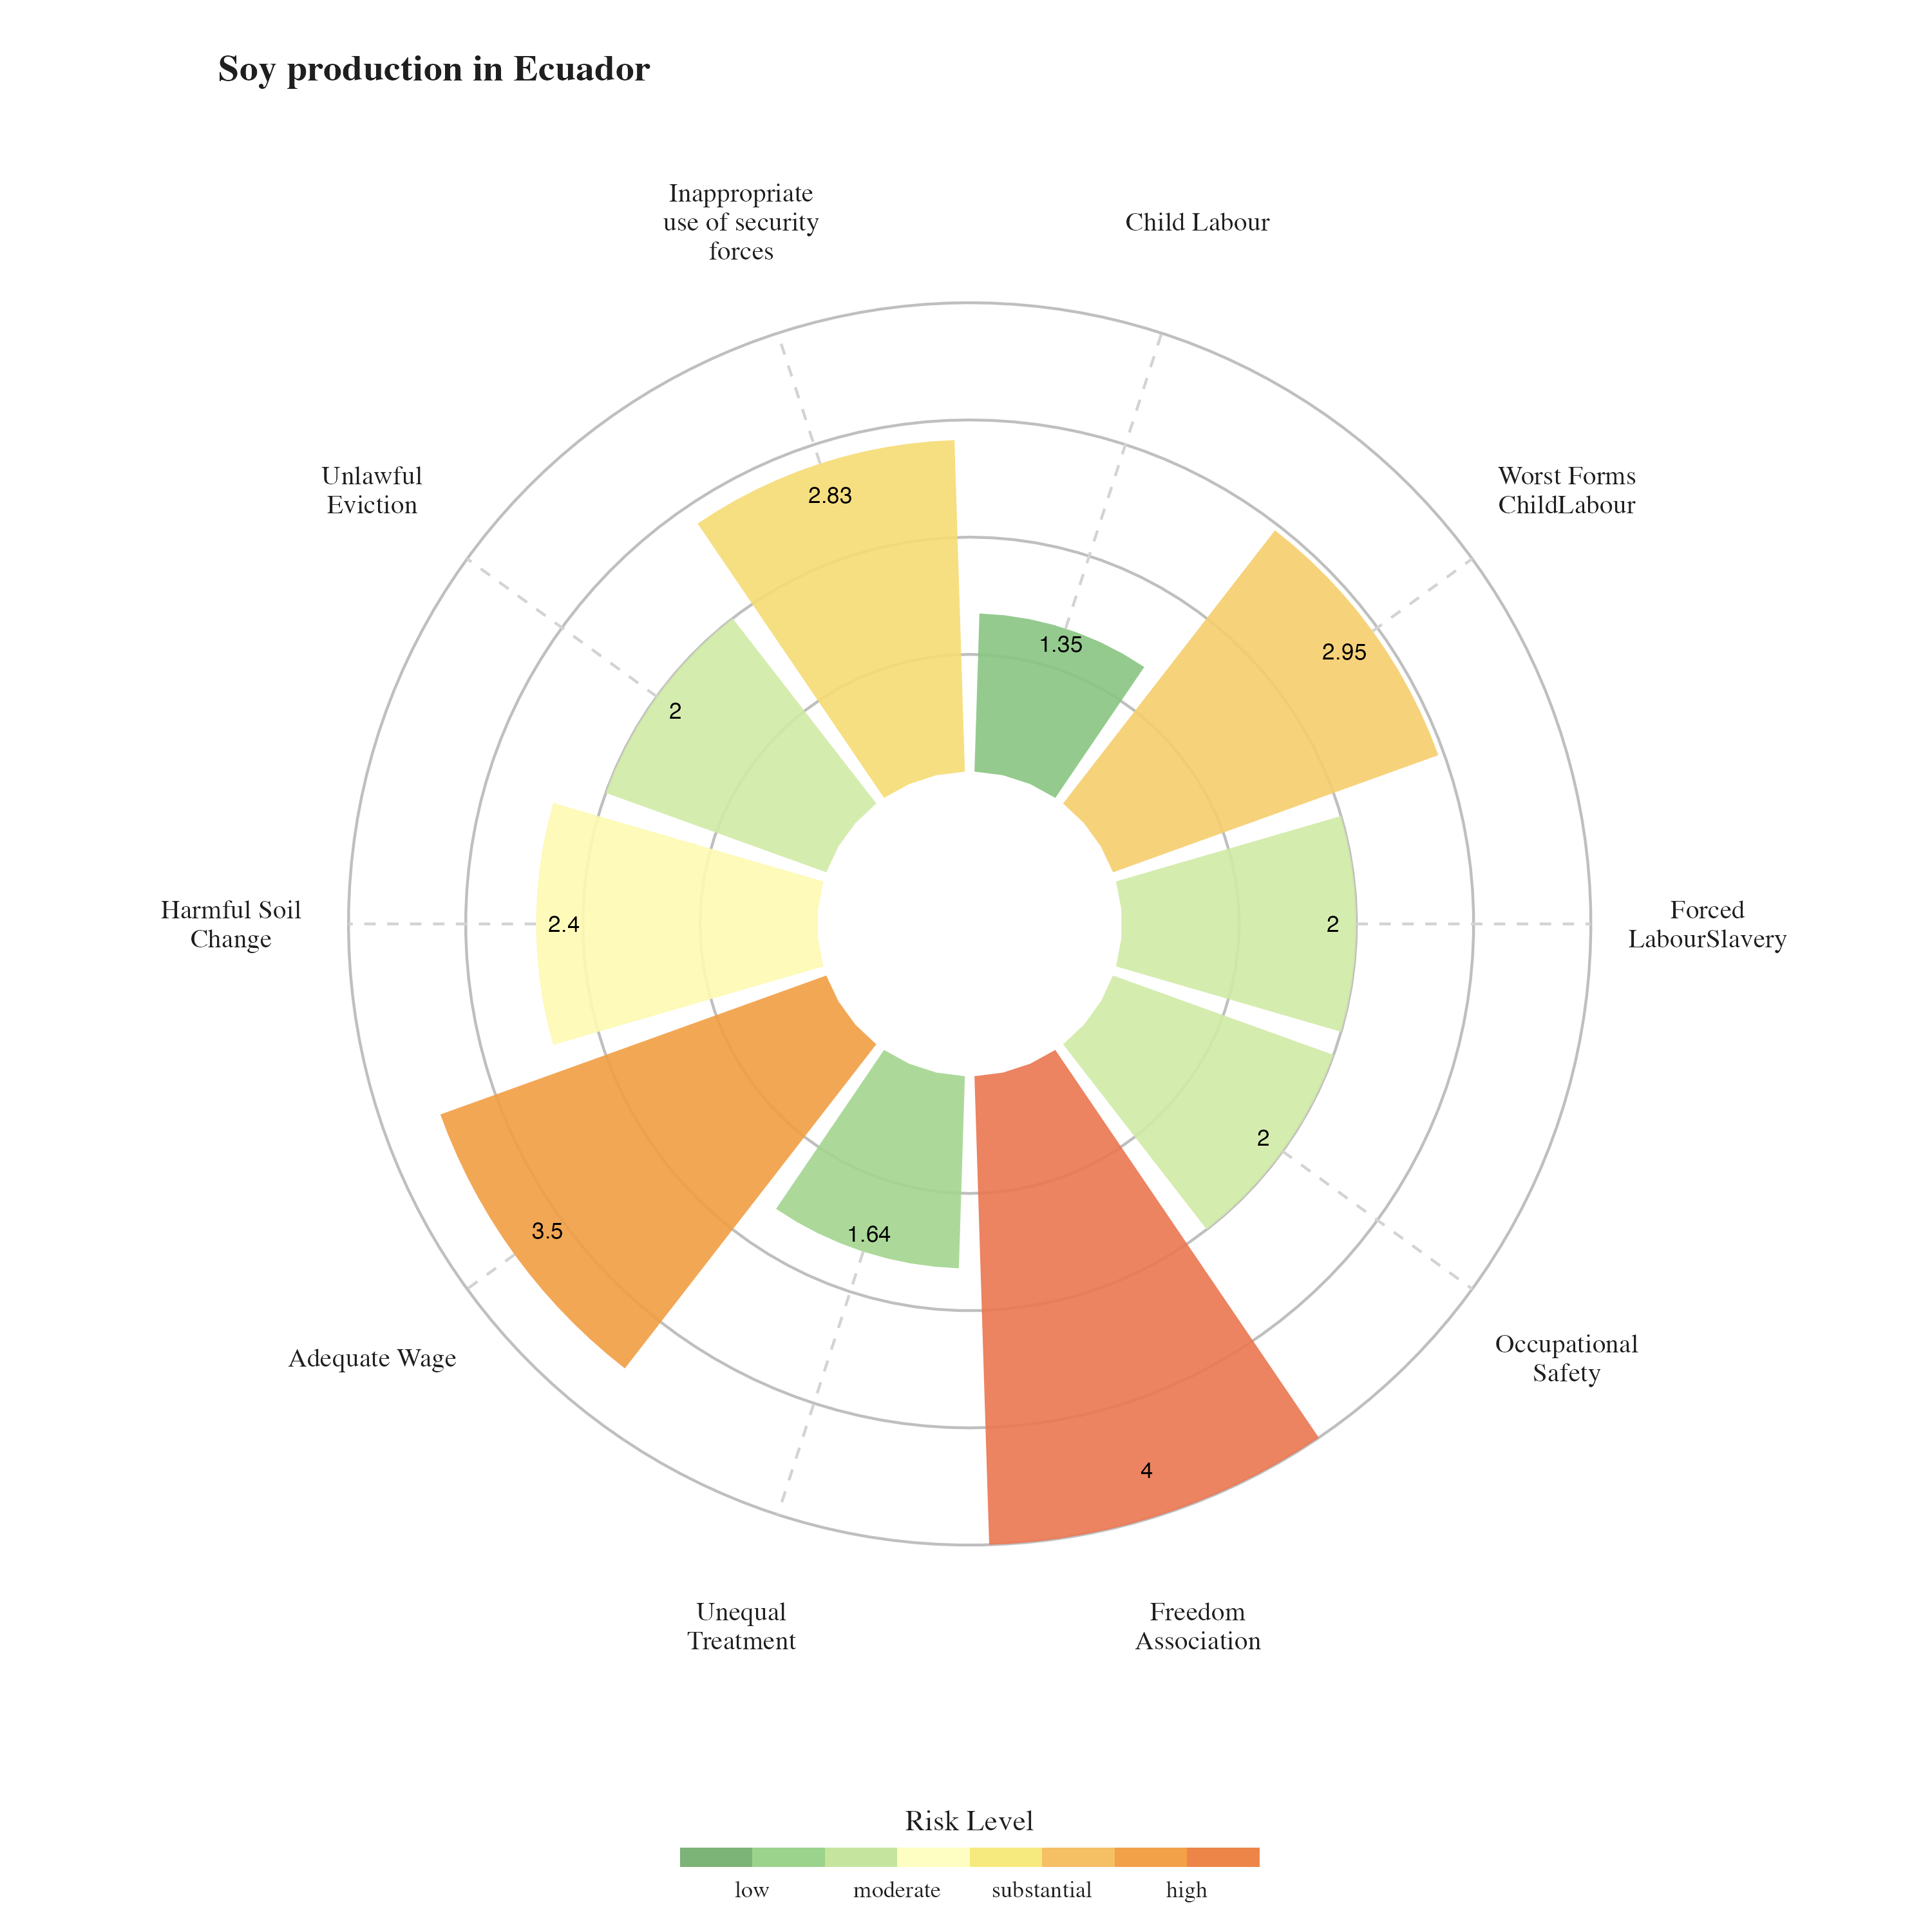 Soy production in Ecuador
Inappropriate
use of security
forces
Child Labour
Unlawful
Eviction
Worst Forms
ChildLabour
2.83
1.35
2.95
2
Harmful Soil
Change
2.4
2
Forced
LabourSlavery
2
3.5
1.64
Adequate Wage
Occupational
Safety
4
Unequal
Treatment
Freedom
Association
Risk Level
low
moderate
substantial
high